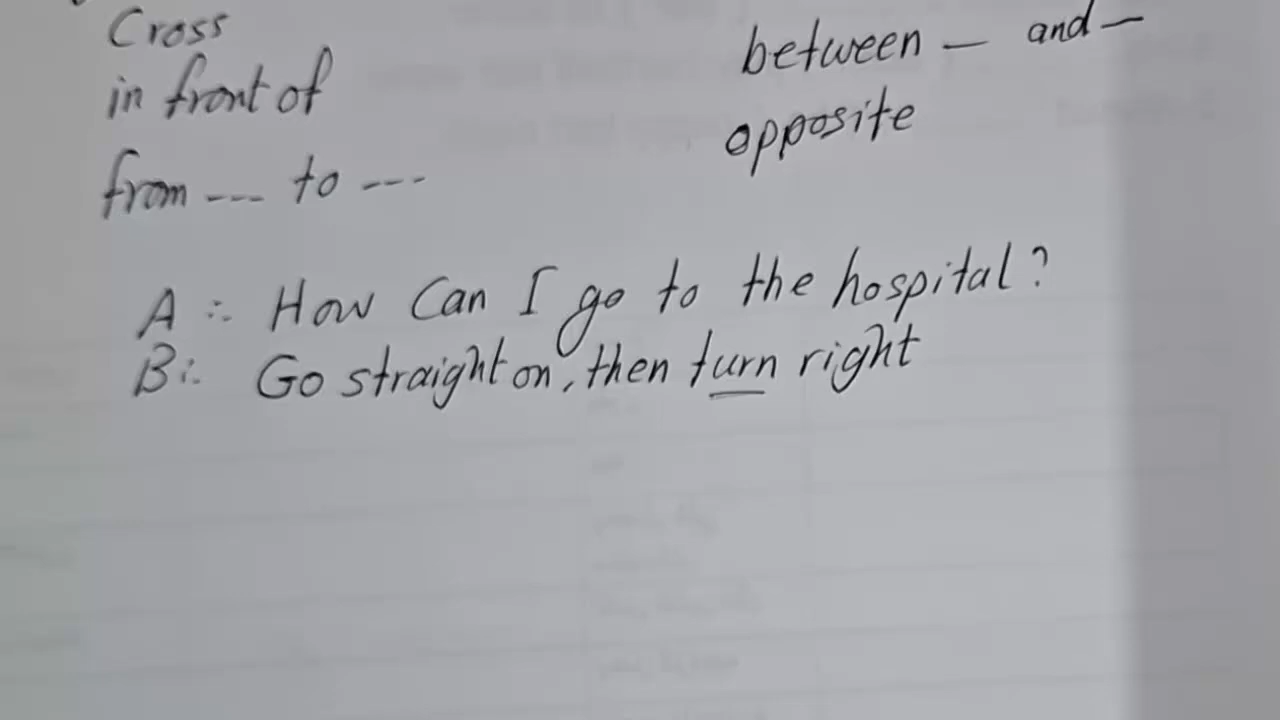 Cross
in front of
from --- to ---
between — and —
opposite
A:. How Can I go to the hospital?
B:. Go straight on, then turn right